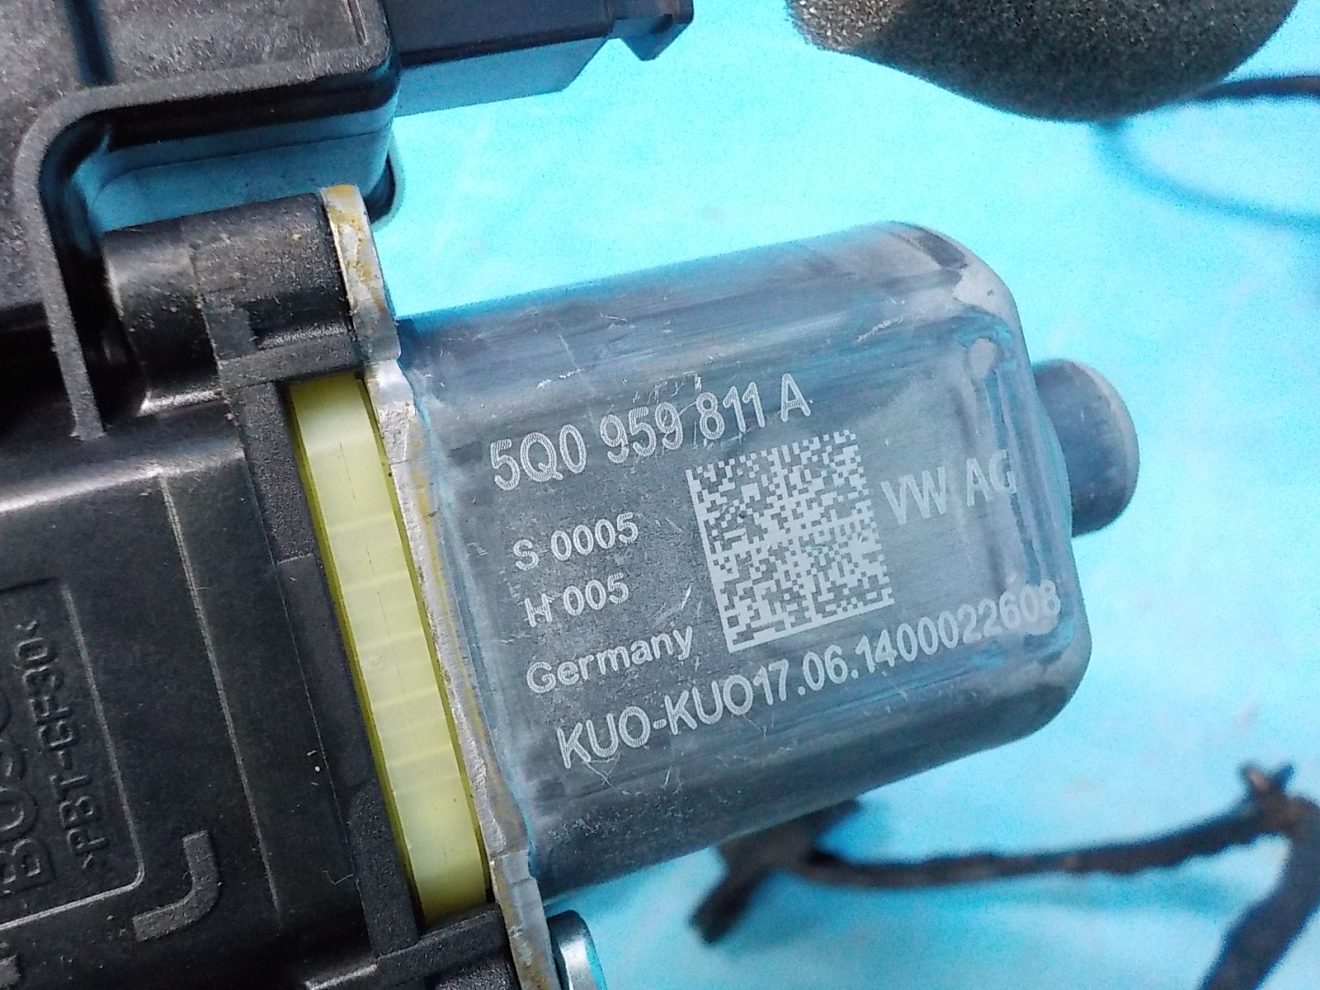 5Q0 959 811 A
S 0005
H 005
Germany
VW AG
KUO-KUO17.06.1400022608
>PBT-GF30<